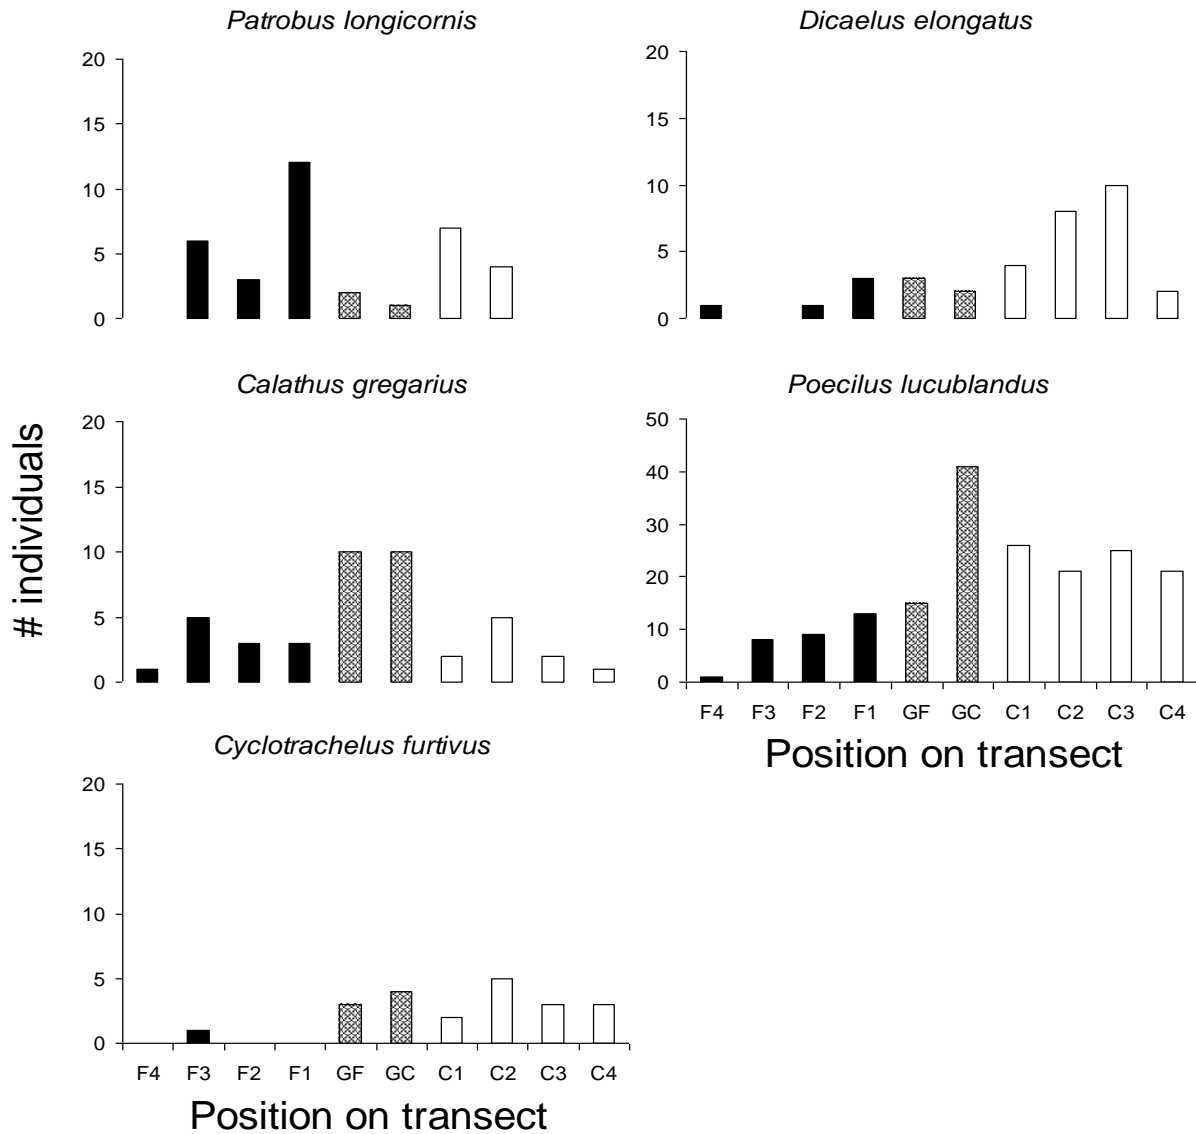 Patrobus longicornis
20
15
10
5
0
Dicaelus elongatus
20
15
10
5
0
# individuals
Calathus gregarius
20
15
10
5
0
Poecilus lucublandus
50
40
30
20
10
0
F4 F3 F2 F1 GF GC C1 C2 C3 C4
Position on transect
Cyclotrachelus furtivus
20
15
10
5
0
F4 F3 F2 F1 GF GC C1 C2 C3 C4
Position on transect